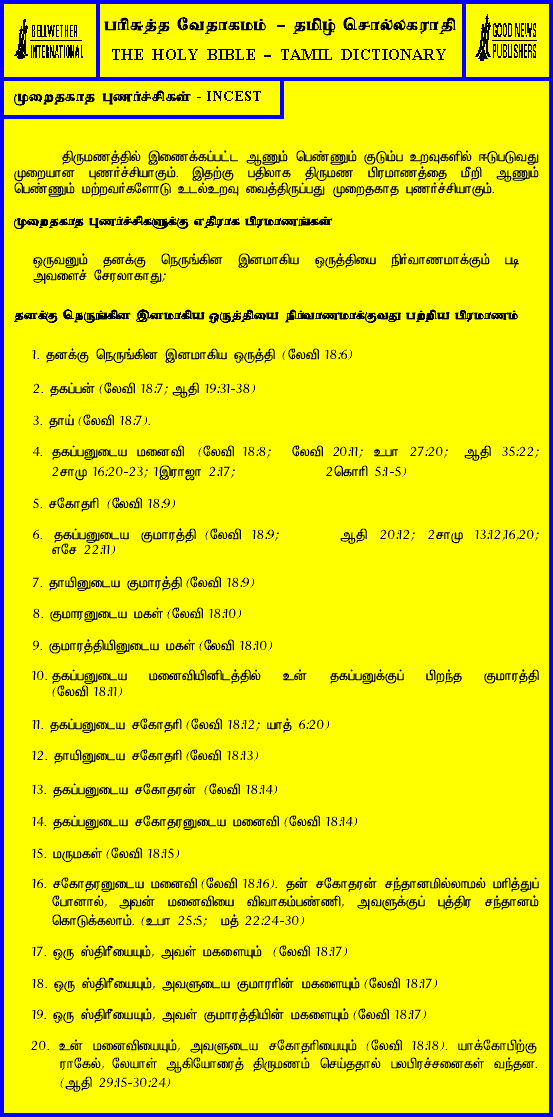 BELLWETHER
INTERNATIONAL
பரிசுத்த வேதாகமம் – தமிழ் சொல்லகராதி
THE HOLY BIBLE – TAMIL DICTIONARY
GOOD NEWS
PUBLISHERS
முறைதகாத புணர்ச்சிகள் - INCEST
திருமணத்தில் இணைக்கப்பட்ட ஆணும் பெண்ணும் குடும்ப உறவுகளில் ஈடுபடுவது
முறையான புணர்ச்சியாகும். இதற்கு பதிலாக திருமண பிரமாணத்தை மீறி ஆணும்
பெண்ணும் மற்றவர்களோடு உடல்உறவு வைத்திருப்பது முறைதகாத புணர்ச்சியாகும்.
முறைதகாத புணர்ச்சிகளுக்கு எதிராக பிரமாணங்கள்
ஒருவனும் தனக்கு நெருங்கின இனமாகிய ஒருத்தியை நிர்வாணமாக்கும் படி
அவளைச் சேரலாகாது;
தனக்கு நெருங்கின இனமாகிய ஒருத்தியை நிர்வாணமாக்குவது பற்றிய பிரமாணம்
1. தனக்கு நெருங்கின இனமாகிய ஒருத்தி (லேவி 18:6)
2. தகப்பன் (லேவி 18:7; ஆதி 19:31-38)
3. தாய் (லேவி 18:7).
4. தகப்பனுடைய மனைவி (லேவி 18:8; லேவி 20:11; உபா 27:20; ஆதி 35:22;
2சாமு 16:20-23; 1இராஜா 2:17; 2கொரி 5:1-5)
5. சகோதரி (லேவி 18:9)
6. தகப்பனுடைய குமாரத்தி (லேவி 18:9; ஆதி 20:12; 2சாமு 13:12,16,20;
எசே 22:11)
7. தாயினுடைய குமாரத்தி (லேவி 18:9)
8. குமாரனுடைய மகள் (லேவி 18:10)
9. குமாரத்தியினுடைய மகள் (லேவி 18:10)
10. தகப்பனுடைய மனைவியினிடத்தில் உன் தகப்பனுக்குப் பிறந்த குமாரத்தி
(லேவி 18:11)
11. தகப்பனுடைய சகோதரி (லேவி 18:12; யாத் 6:20)
12. தாயினுடைய சகோதரி (லேவி 18:13)
13. தகப்பனுடைய சகோதரன் (லேவி 18:14)
14. தகப்பனுடைய சகோதரனுடைய மனைவி (லேவி 18:14)
15. மருமகள் (லேவி 18:15)
16. சகோதரனுடைய மனைவி (லேவி 18:16). தன் சகோதரன் சந்தானமில்லாமல் மரித்துப்
போனால், அவன் மனைவியை விவாகம்பண்ணி, அவளுக்குப் புத்திர சந்தானம்
கொடுக்கலாம். (உபா 25:5; மத் 22:24-30)
17. ஒரு ஸ்திரீயையும், அவள் மகளையும் (லேவி 18:17)
18. ஒரு ஸ்திரீயையும், அவளுடைய குமாரரின் மகளையும் (லேவி 18:17)
19. ஒரு ஸ்திரீயையும், அவள் குமாரத்தியின் மகளையும் (லேவி 18:17)
20. உன் மனைவியையும், அவளுடைய சகோதரியையும் (லேவி 18:18). யாக்கோபிற்கு
ராகேல், லேயாள் ஆகியோரைத் திருமணம் செய்ததால் பலபிரச்சனைகள் வந்தன.
(ஆதி 29:15-30:24)